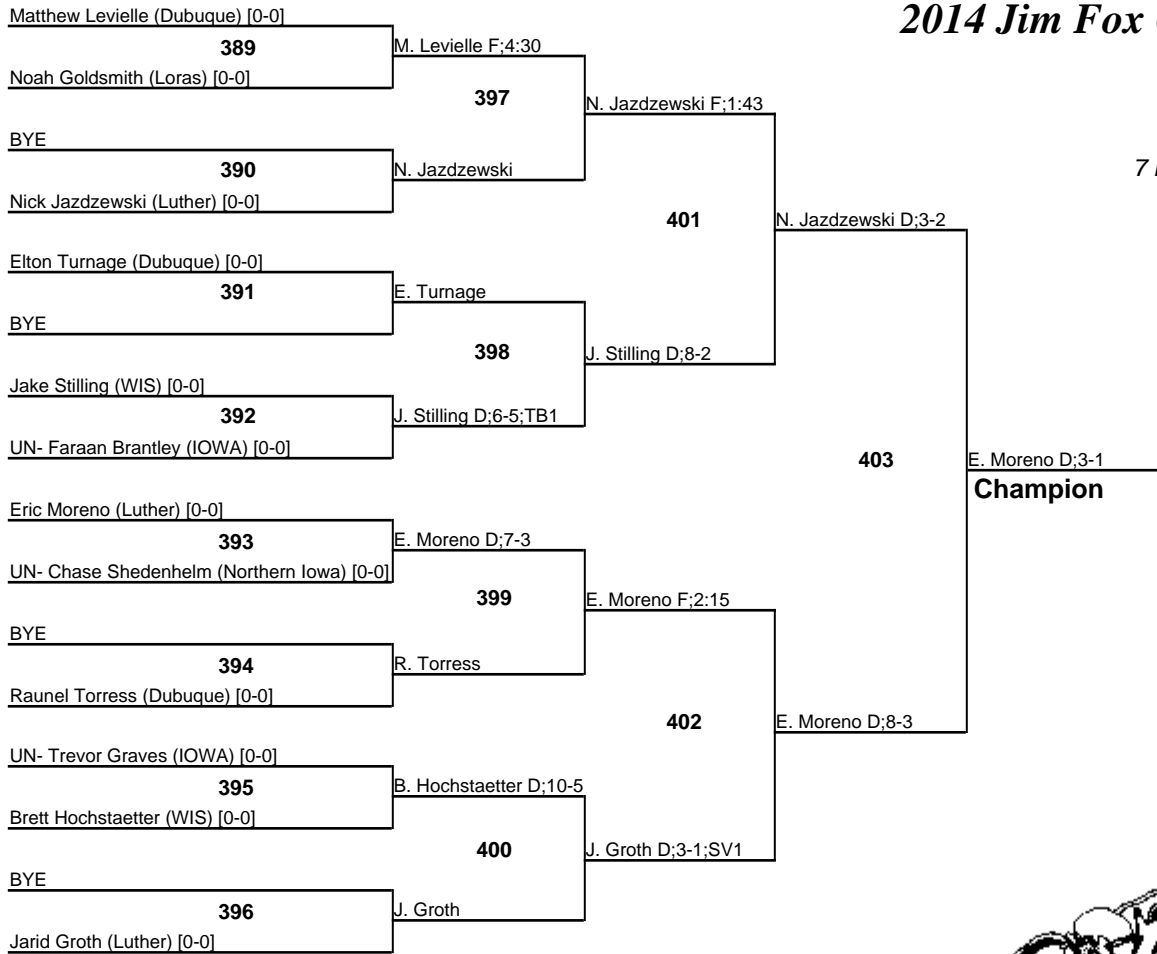 2014 Jim Fox
Matthew Levielle (Dubuque) [0-0]
389
M. Levielle F;4:30
Noah Goldsmith (Loras) [0-0]
397
N. Jazdzewski F;1:43
BYE
390
N. Jazdzewski
Nick Jazdzewski (Luther) [0-0]
7
401
N. Jazdzewski D;3-2
Elton Turnage (Dubuque) [0-0]
391
E. Turnage
BYE
398
J. Stilling D;8-2
Jake Stilling (WIS) [0-0]
392
J. Stilling D;6-5;TB1
UN- Faraan Brantley (IOWA) [0-0]
403
E. Moreno D;3-1
Champion
Eric Moreno (Luther) [0-0]
393
E. Moreno D;7-3
UN- Chase Shedenhelm (Northern Iowa) [0-0]
399
E. Moreno F;2:15
BYE
394
R. Torress
Raunel Torress (Dubuque) [0-0]
402
E. Moreno D;8-3
UN- Trevor Graves (IOWA) [0-0]
395
B. Hochstaetter D;10-5
Brett Hochstaetter (WIS) [0-0]
400
J. Groth D;3-1;SV1
BYE
396
J. Groth
Jarid Groth (Luther) [0-0]